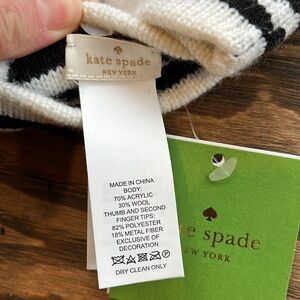 kate spade
NEW YORK
MADE IN CHINA
BODY:
70% ACRYLIC
30% WOOL
THUMB AND SECOND
FINGER TIPS:
82% POLYESTER
18% METAL FIBER
EXCLUSIVE OF
DECORATION
DRY CLEAN ONLY
e spade
NEW YORK